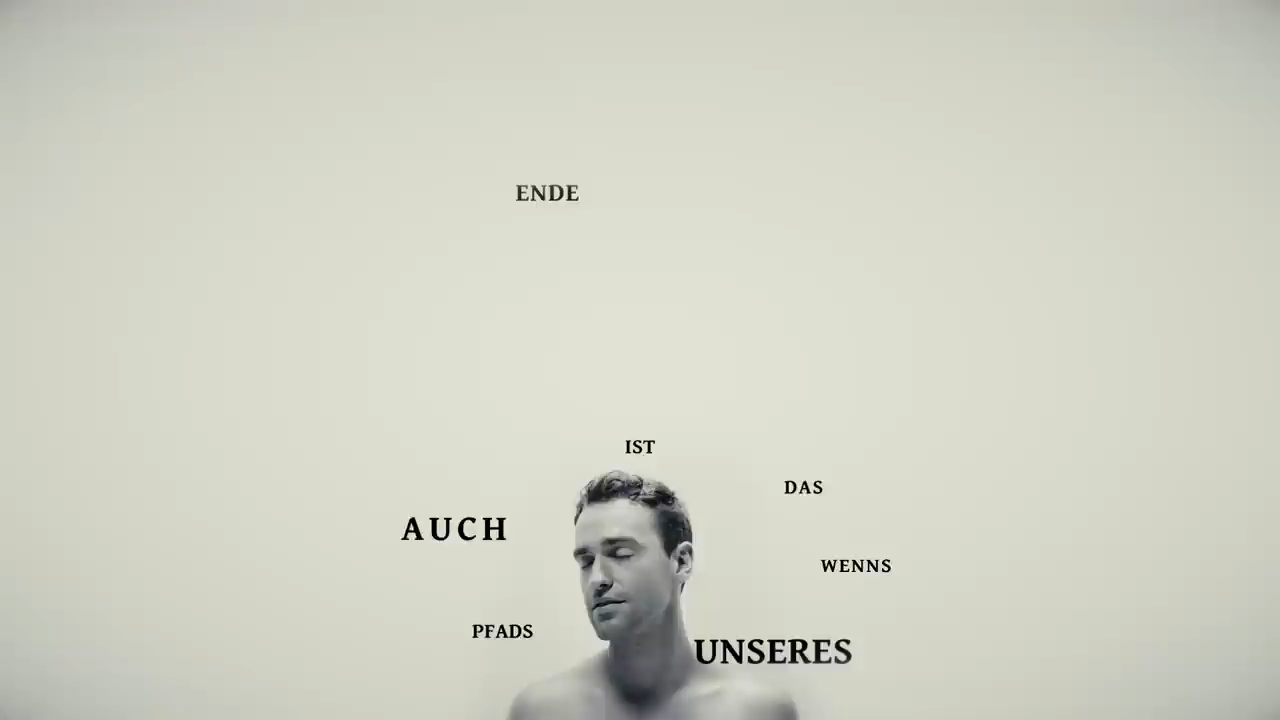 ENDE
IST
DAS
AUCH
WENNS
PFADS
UNSERES